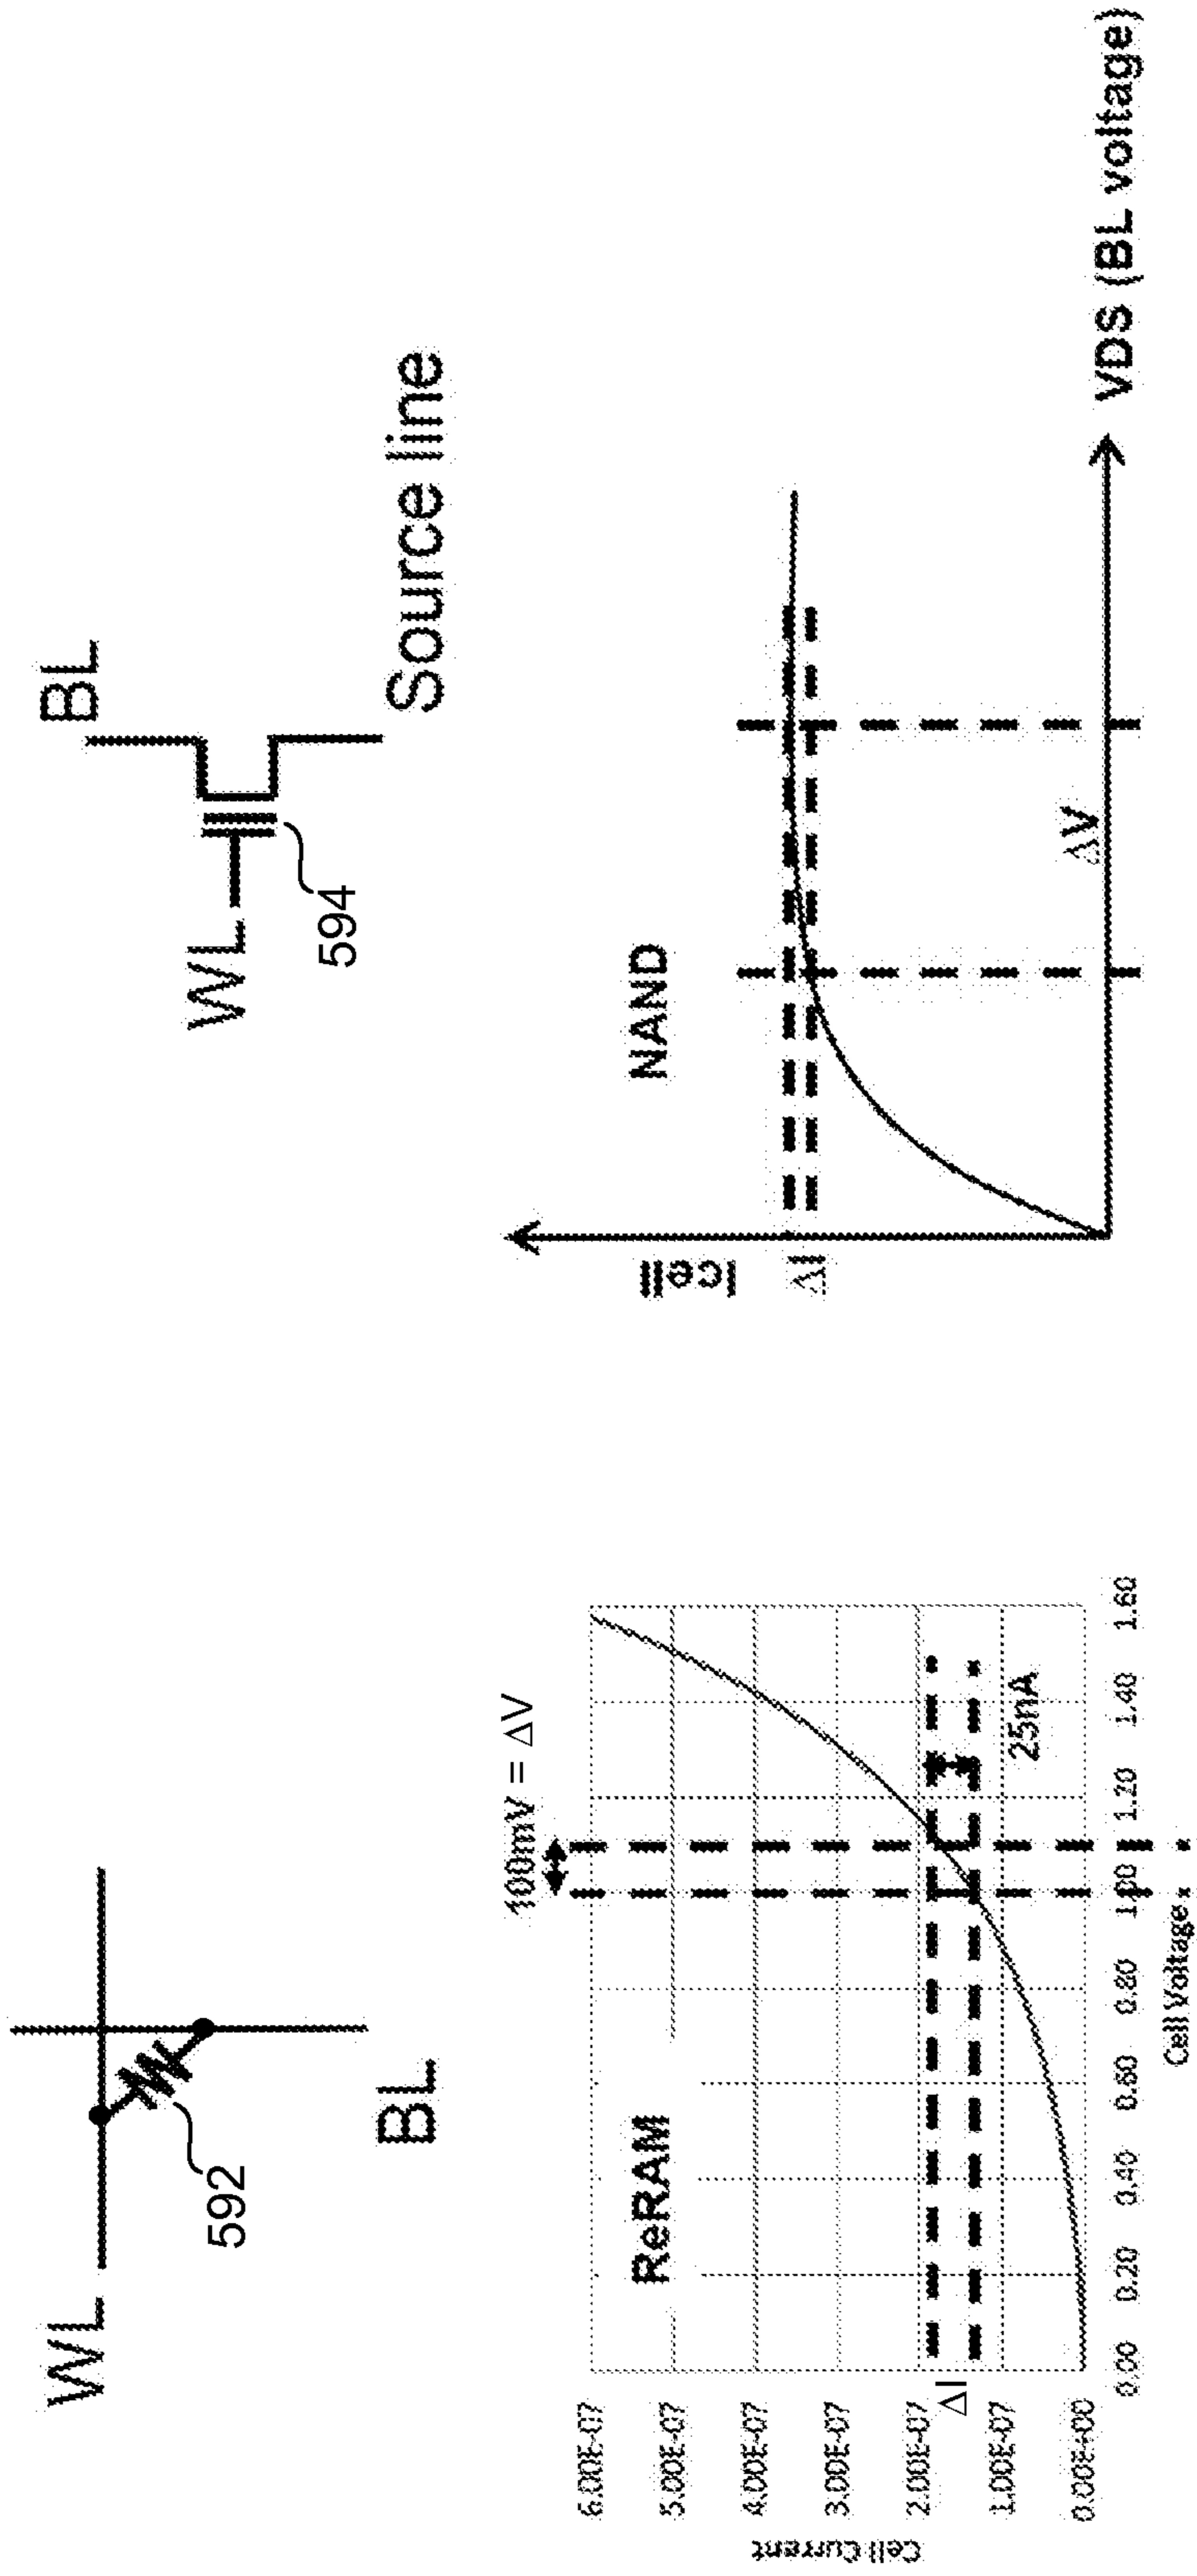 WL
592
BL
WL
BL
594
Source line
100mV = ΔV
ReRAM
Cell Current
6.00E-07
5.00E-07
4.00E-07
3.00E-07
2.00E-07
ΔI
1.00E-07
0.00E+00
25nA
0.00 0.20 0.40 0.60 0.80 1.00 1.20 1.40 1.60
Cell Voltage
NAND
Icell
ΔI
ΔV
VDS (BL voltage)